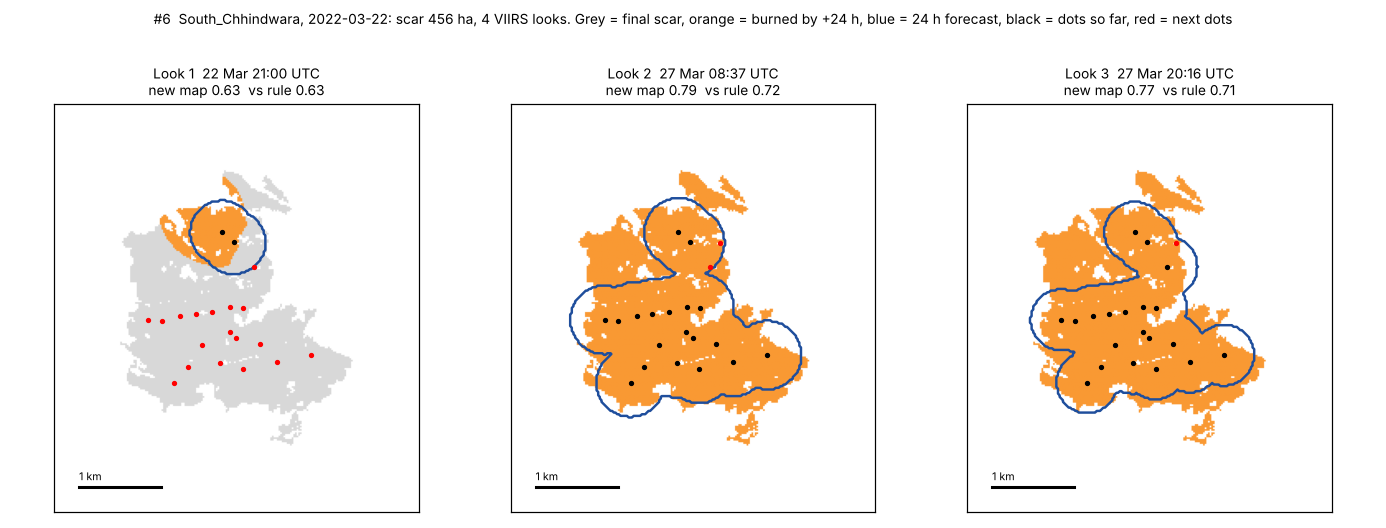 #6  South_Chhindwara, 2022-03-22: scar 456 ha, 4 VIIRS looks. Grey = final scar, orange = burned by +24 h, blue = 24 h forecast, black = dots so far, red = next dots
Look 1  22 Mar 21:00 UTC
new map 0.63  vs rule 0.63
Look 2  27 Mar 08:37 UTC
new map 0.79  vs rule 0.72
Look 3  27 Mar 20:16 UTC
new map 0.77  vs rule 0.71
1 km
1 km
1 km